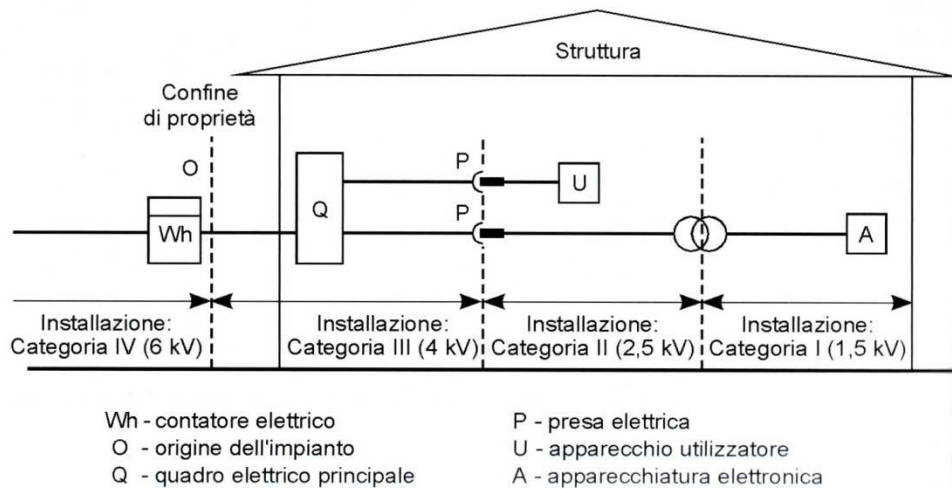 Struttura
Confine
di proprietà
O
P
U
Q
P
Wh
A
Installazione:
Categoria IV (6 kV)
Installazione:
Categoria III (4 kV)
Installazione:
Categoria II (2,5 kV)
Installazione:
Categoria I (1,5 kV)
Wh - contatore elettrico
O - origine dell'impianto
Q - quadro elettrico principale
P - presa elettrica
U - apparecchio utilizzatore
A - apparecchiatura elettronica